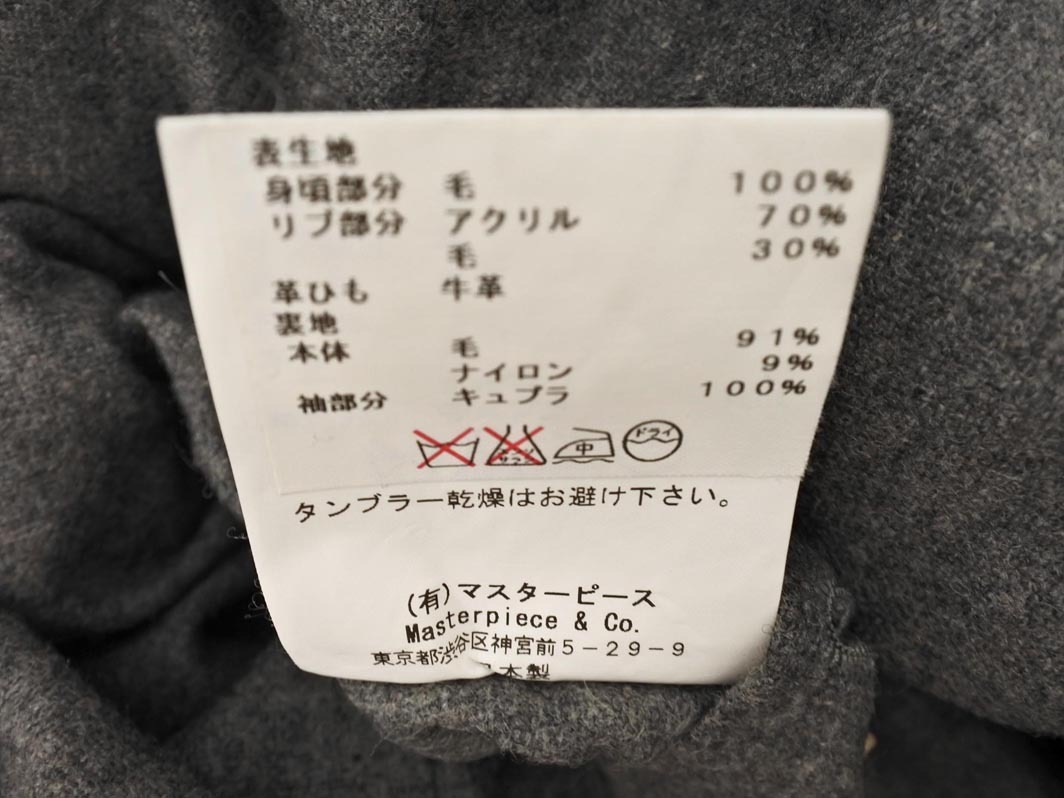 表生地
身頃部分 毛 100%
リブ部分 アクリル 70%
毛 30%
革ひも 牛革
裏地
本体 毛 91%
ナイロン 9%
袖部分 キュプラ 100%
中 ドライ
タンブラー乾燥はお避け下さい。
(有)マスターピース
Masterpiece & Co.
東京都渋谷区神宮前5-29-9
日本製